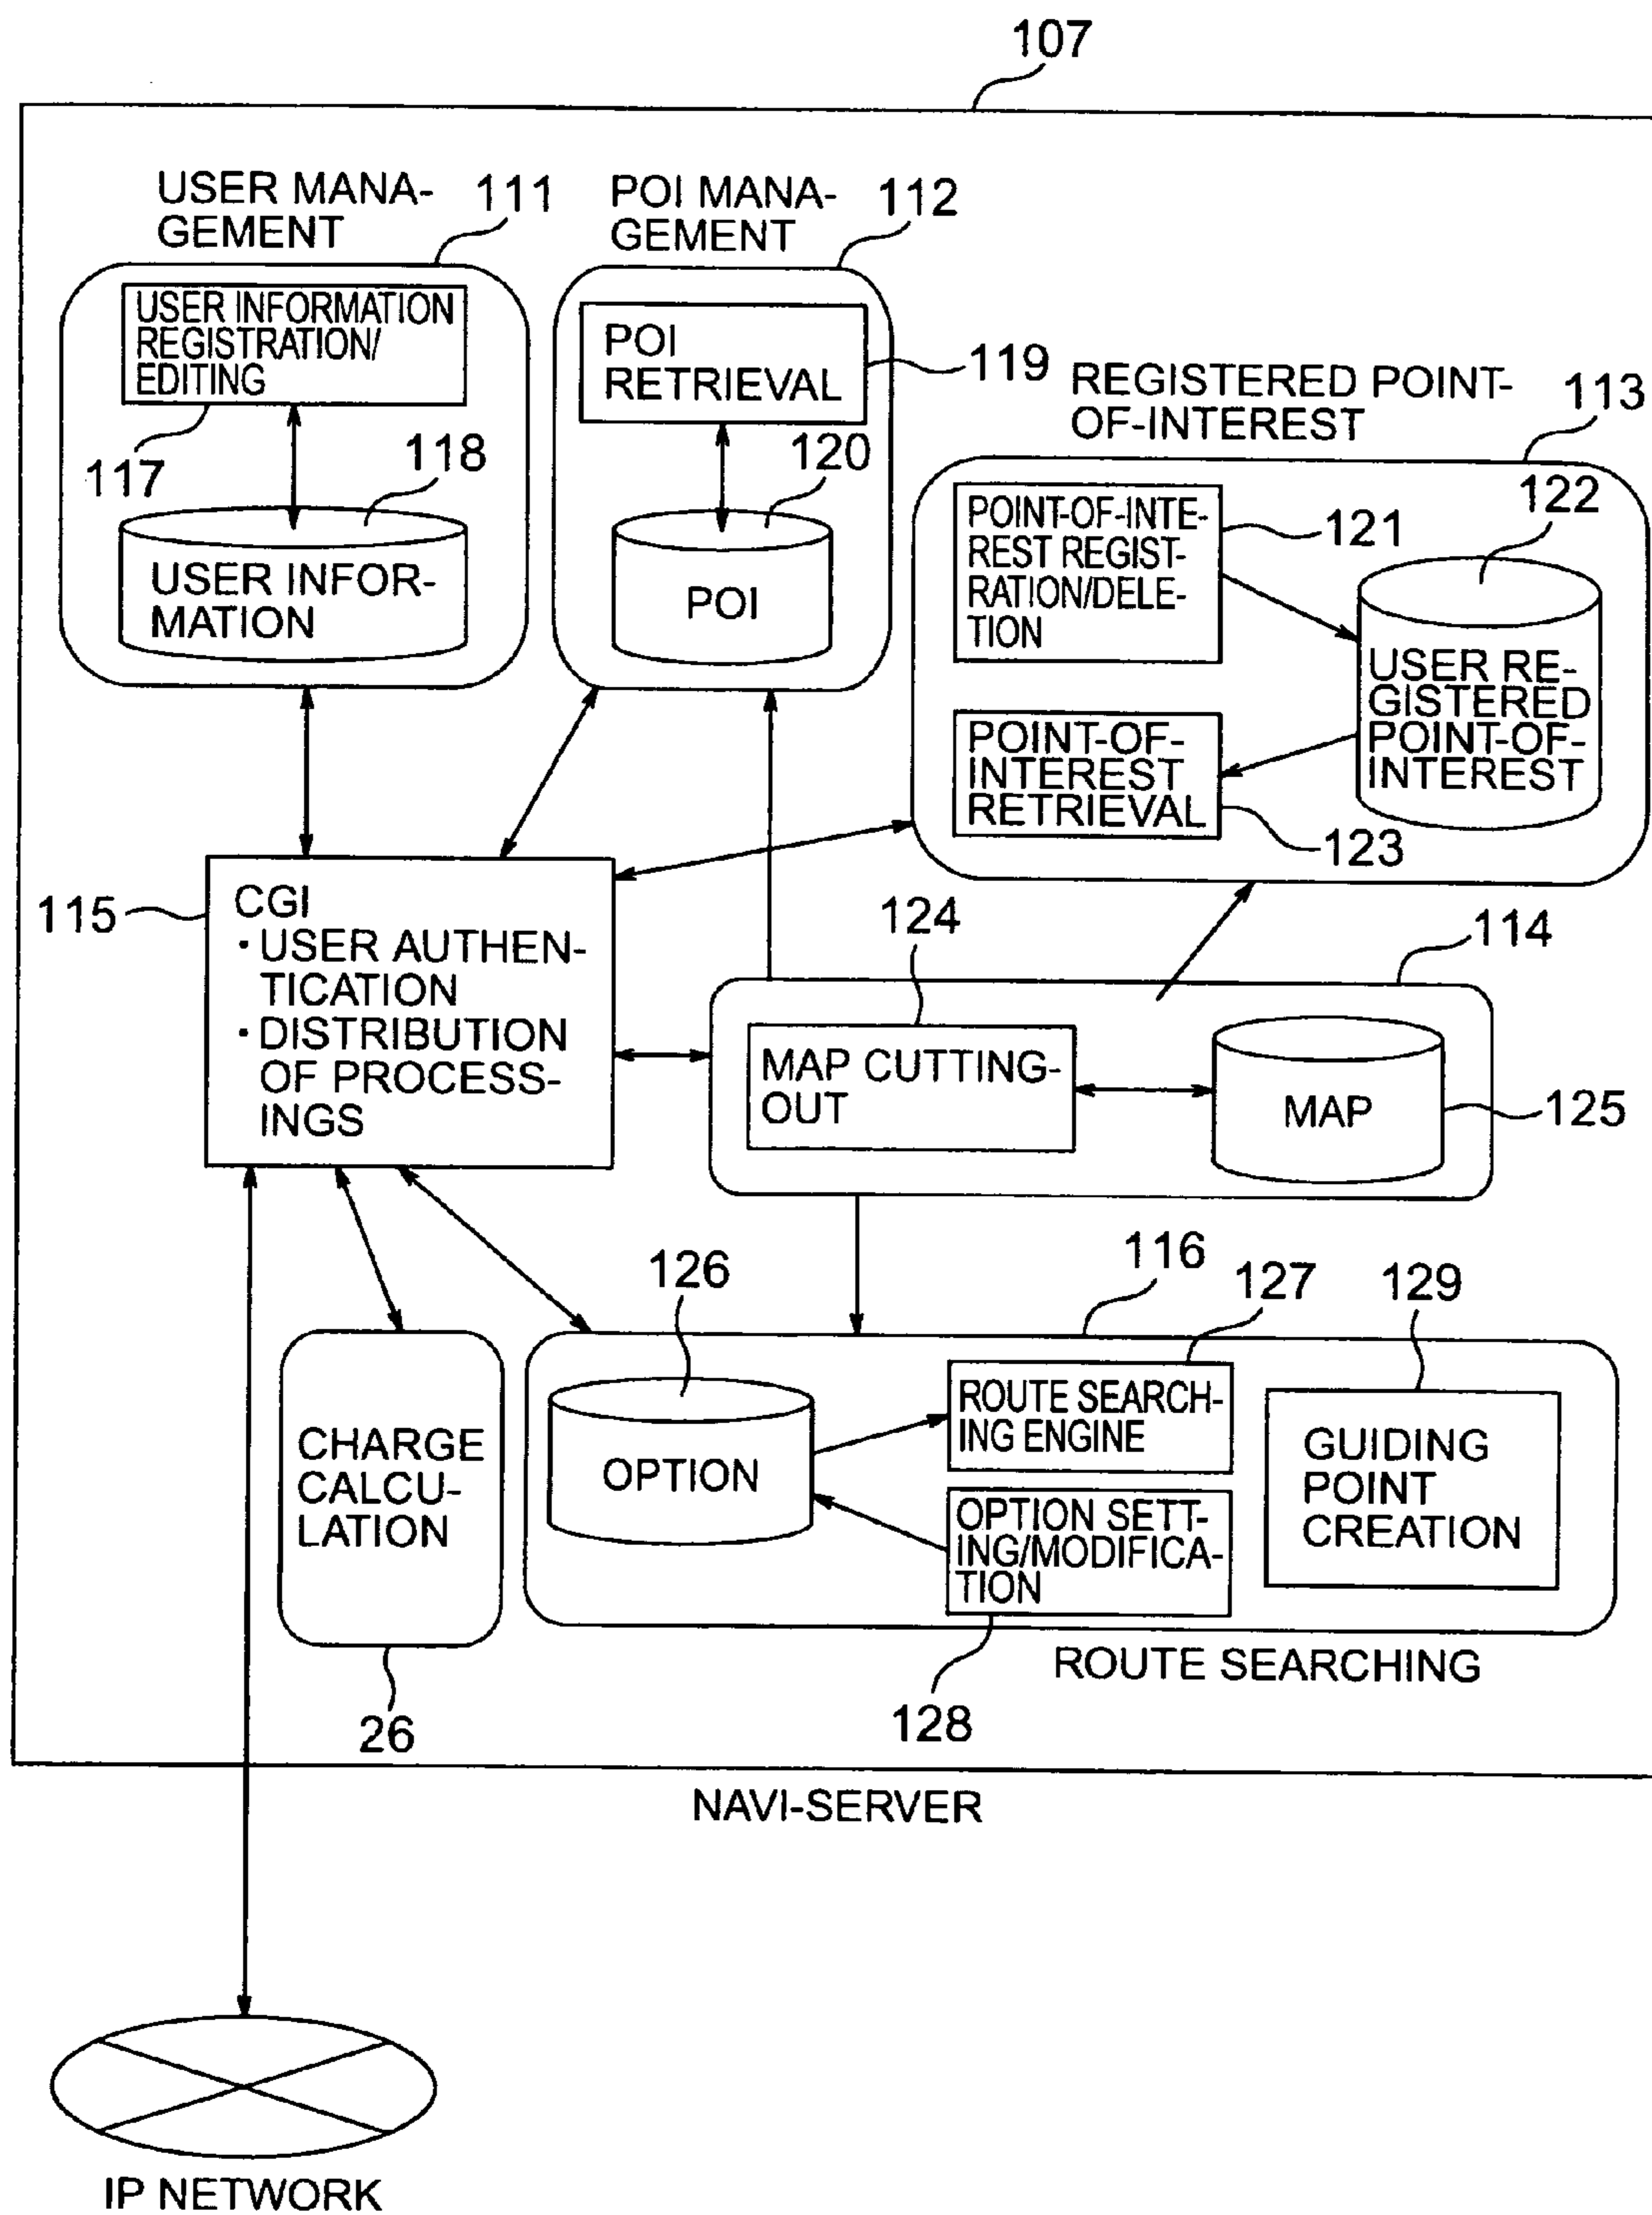 107
USER MANA-
GEMENT
111
POI MANA-
GEMENT
112
USER INFORMATION
REGISTRATION/
EDITING
117
118
USER INFOR-
MATION
POI
RETRIEVAL
119
120
POI
REGISTERED POINT-
OF-INTEREST
113
POINT-OF-INTE-
REST REGIST-
RATION/DELE-
TION
121
122
USER RE-
GISTERED
POINT-OF-
INTEREST
POINT-OF-
INTEREST
RETRIEVAL
123
115
CGI
・USER AUTHEN-
TICATION
・DISTRIBUTION
OF PROCESS-
INGS
124
114
MAP CUTTING-
OUT
MAP
125
116
126
127
129
CHARGE
CALCU-
LATION
26
OPTION
ROUTE SEARCH-
ING ENGINE
OPTION SETT-
ING/MODIFICA-
TION
128
GUIDING
POINT
CREATION
ROUTE SEARCHING
NAVI-SERVER
IP NETWORK